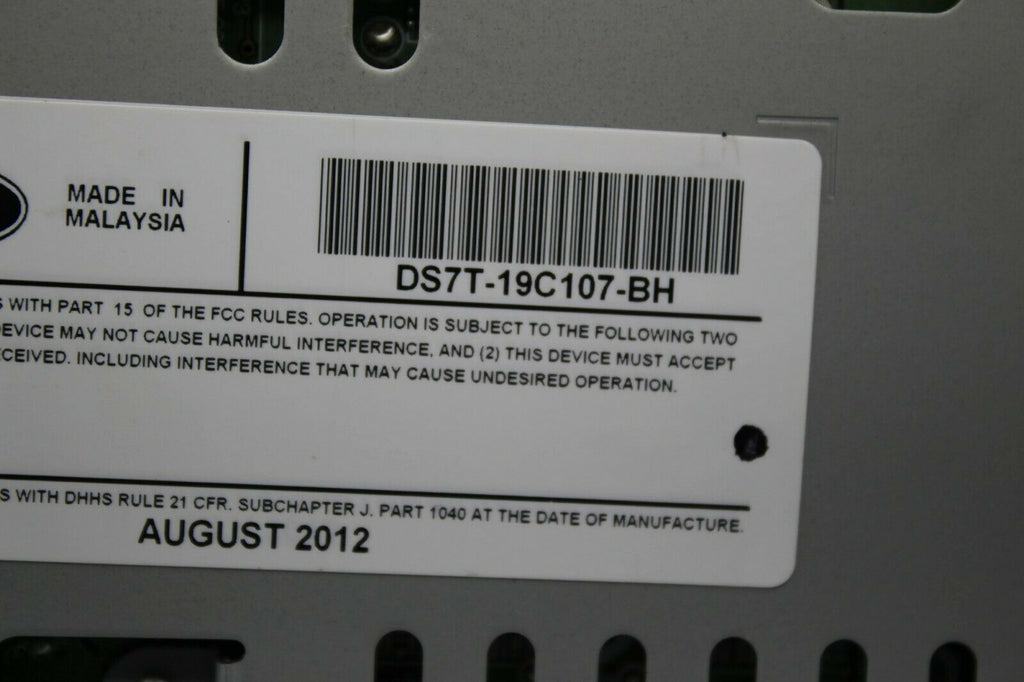 MADE IN
MALAYSIA
DS7T-19C107-BH
S WITH PART 15 OF THE FCC RULES. OPERATION IS SUBJECT TO THE FOLLOWING TWO
DEVICE MAY NOT CAUSE HARMFUL INTERFERENCE, AND (2) THIS DEVICE MUST ACCEPT
CEIVED. INCLUDING INTERFERENCE THAT MAY CAUSE UNDESIRED OPERATION.
S WITH DHHS RULE 21 CFR. SUBCHAPTER J. PART 1040 AT THE DATE OF MANUFACTURE.
AUGUST 2012